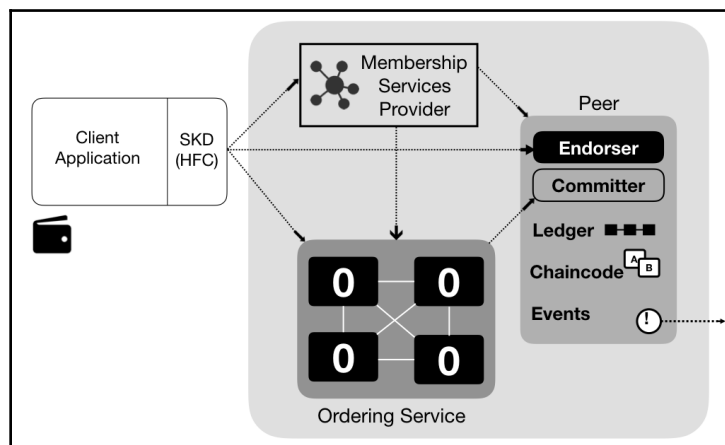 Client
Application
SKD
(HFC)
Membership
Services
Provider
Peer
Endorser
Committer
Ledger
Chaincode
A
B
Events
!
0
0
0
0
Ordering Service